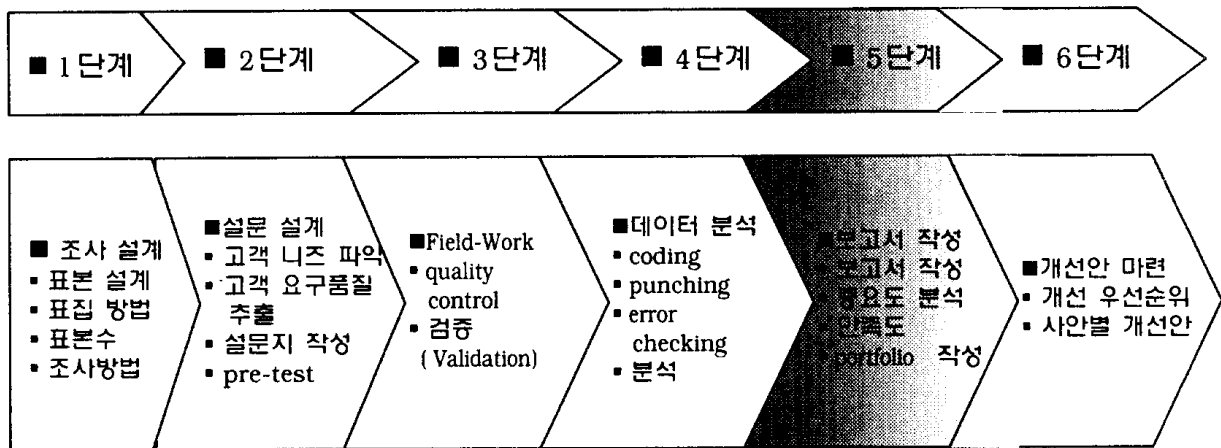 ■ 1단계
■ 2단계
■ 3단계
■ 4단계
■ 5단계
■ 6단계
■ 조사 설계
▪ 표본 설계
▪ 표집 방법
▪ 표본수
▪ 조사방법
■설문 설계
▪ 고객 니즈 파악
▪ 고객 요구품질
추출
▪ 설문지 작성
▪ pre-test
■Field-Work
▪ quality
control
▪ 검증
(Validation)
■데이터 분석
▪ coding
▪ punching
▪ error
checking
▪ 분석
■보고서 작성
▪ 보고서 작성
▪ 중요도 분석
▪ 만족도
▪ portfolio 작성
■개선안 마련
▪ 개선 우선순위
▪ 사안별 개선안